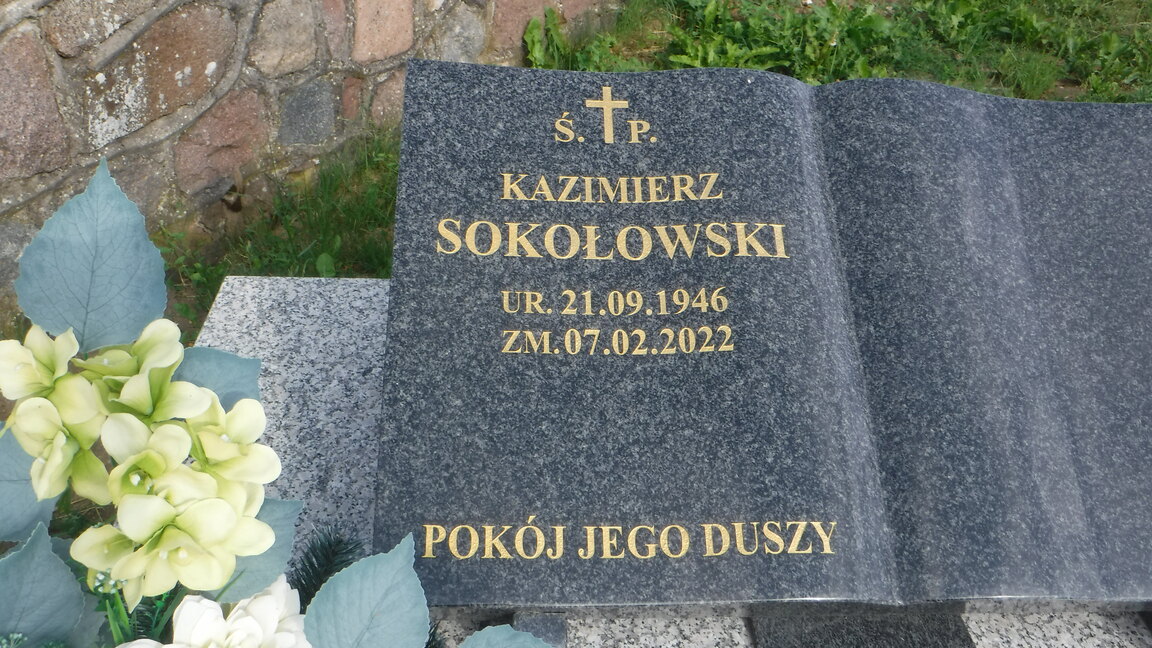 Ś. P.
KAZIMIERZ
SOKOŁOWSKI
UR. 21.09.1946
ZM. 07.02.2022
POKÓJ JEGO DUSZY